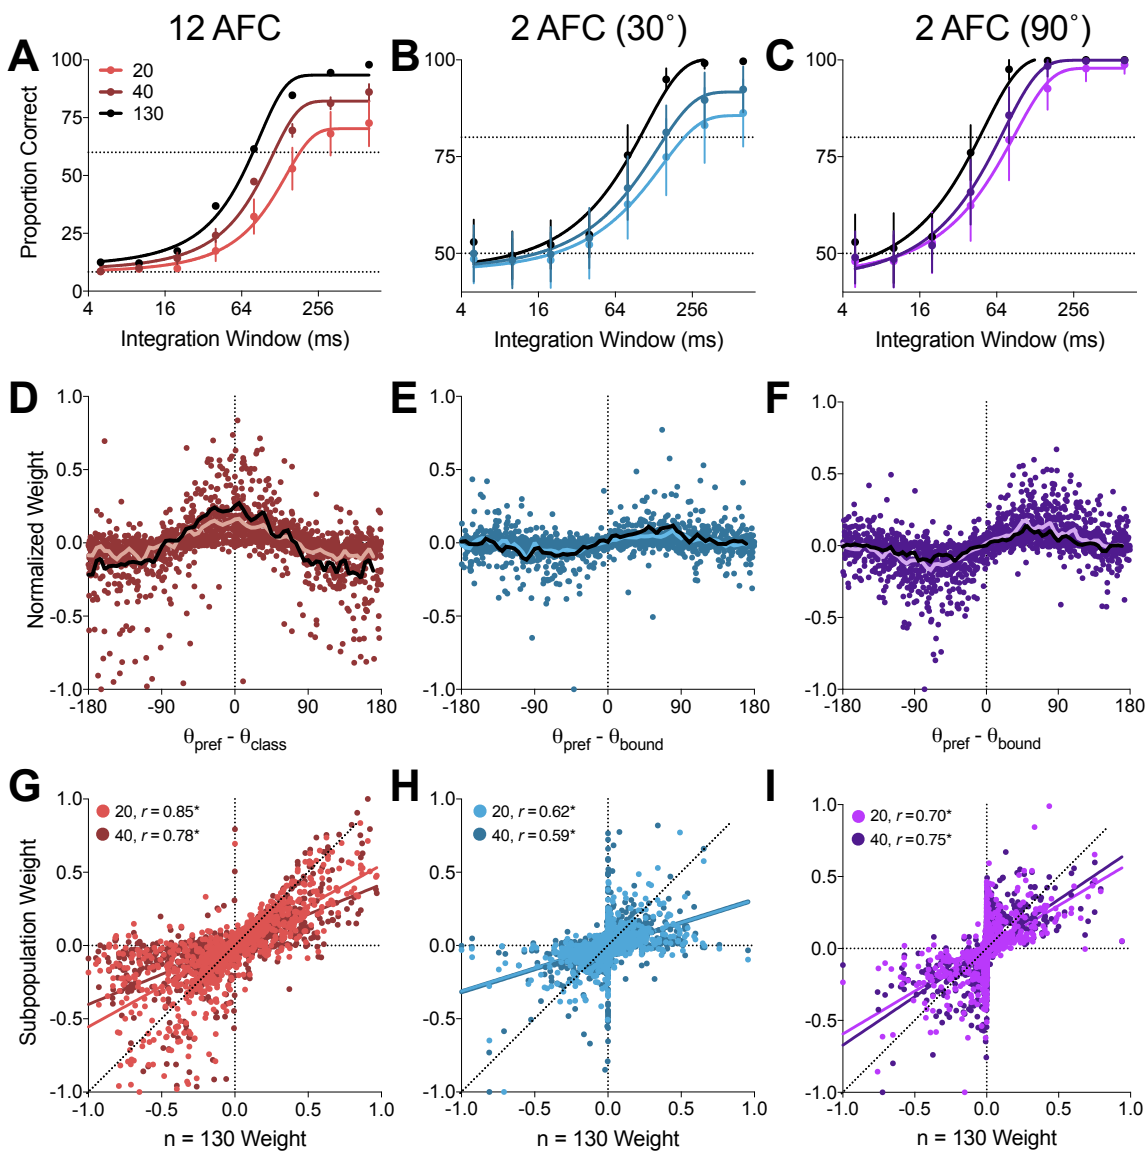 12 AFC
2 AFC (30˚)
2 AFC (90˚)
A
B
C
Proportion Correct
100
75
50
25
0
20
40
130
4
16
64
256
Integration Window (ms)
100
75
50
4
16
64
256
Integration Window (ms)
100
75
50
4
16
64
256
Integration Window (ms)
D
E
F
Normalized Weight
1.0
0.5
0.0
-0.5
-1.0
-180
-90
0
90
180
θpref - θclass
1.0
0.5
0.0
-0.5
-1.0
-180
-90
0
90
180
θpref - θbound
1.0
0.5
0.0
-0.5
-1.0
-180
-90
0
90
180
θpref - θbound
G
H
I
Subpopulation Weight
1.0
0.5
0.0
-0.5
-1.0
20, r = 0.85*
40, r = 0.78*
-1.0
-0.5
0.0
0.5
1.0
n = 130 Weight
1.0
0.5
0.0
-0.5
-1.0
20, r = 0.62*
40, r = 0.59*
-1.0
-0.5
0.0
0.5
1.0
n = 130 Weight
1.0
0.5
0.0
-0.5
-1.0
20, r = 0.70*
40, r = 0.75*
-1.0
-0.5
0.0
0.5
1.0
n = 130 Weight